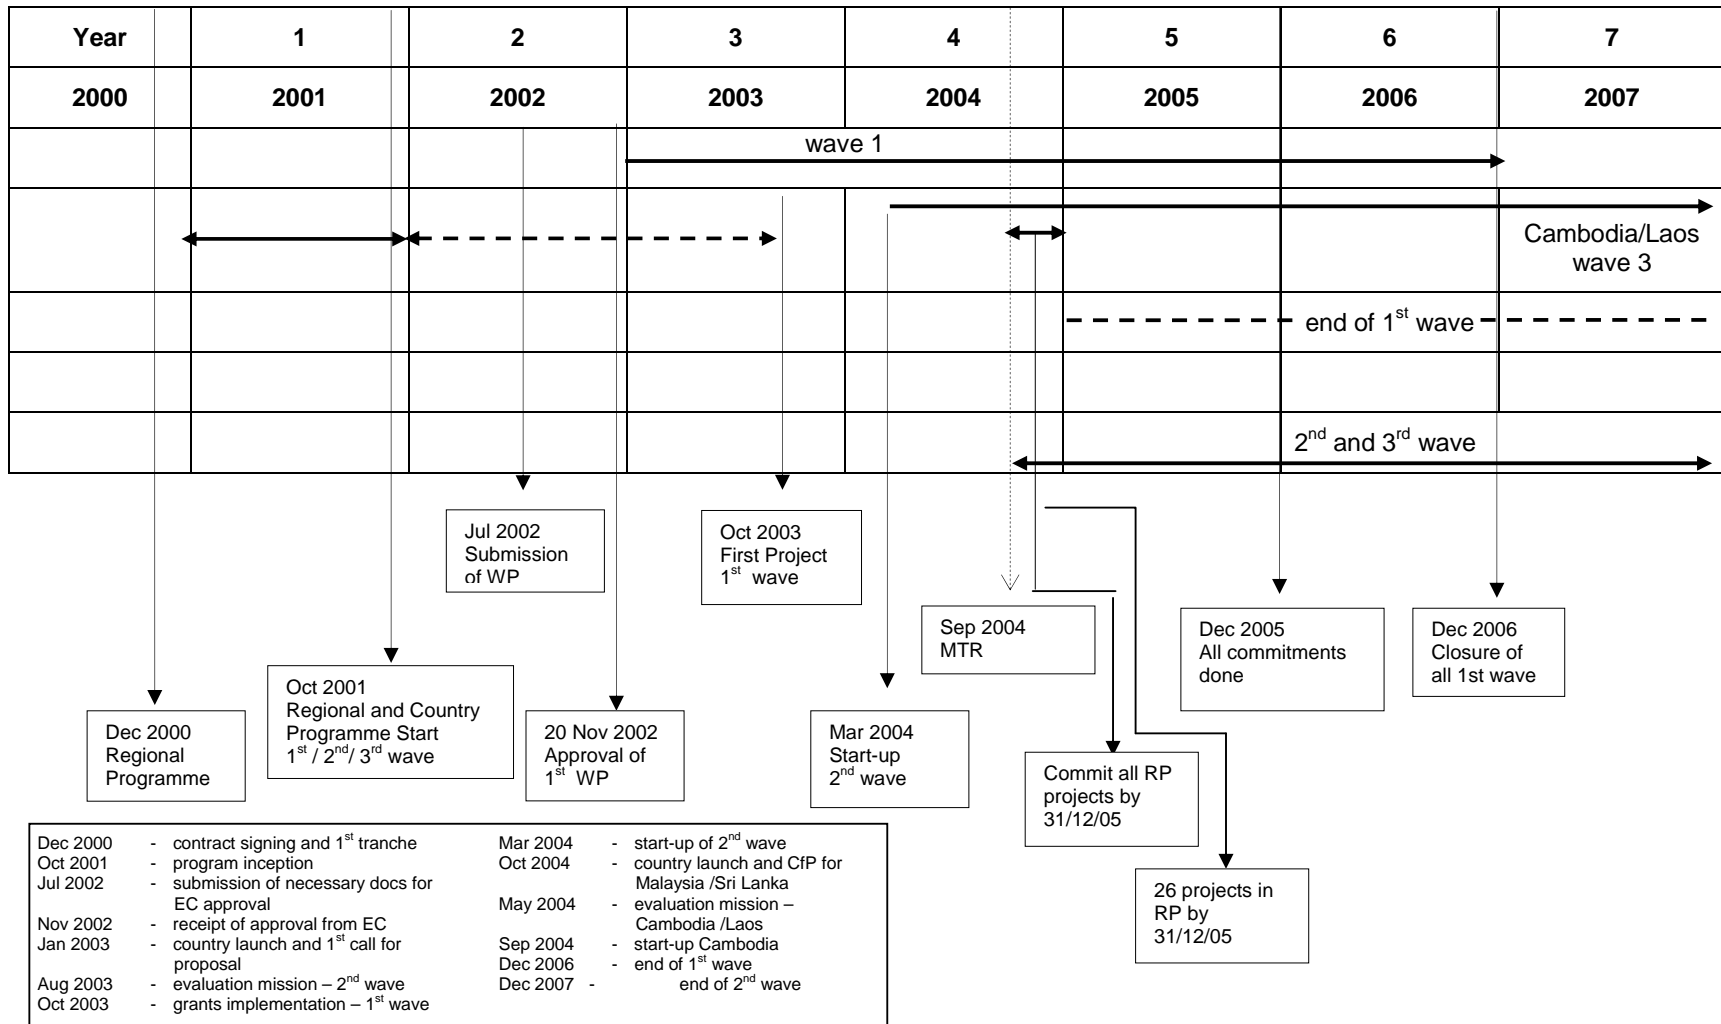 Year 1 2 3 4 5 6 7
2000 2001 2002 2003 2004 2005 2006 2007
wave 1
Cambodia/Laos
wave 3
end of 1st wave
2nd and 3rd wave
Jul 2002
Submission
of WP
Oct 2003
First Project
1st wave
Sep 2004
MTR
Dec 2005
All commitments
done
Dec 2006
Closure of
all 1st wave
Dec 2000
Regional
Programme
Oct 2001
Regional and Country
Programme Start
1st / 2nd/ 3rd wave
20 Nov 2002
Approval of
1st WP
Mar 2004
Start-up
2nd wave
Commit all RP
projects by
31/12/05
26 projects in
RP by
31/12/05
Dec 2000 - contract signing and 1st tranche
Oct 2001 - program inception
Jul 2002 - submission of necessary docs for
EC approval
Nov 2002 - receipt of approval from EC
Jan 2003 - country launch and 1st call for
proposal
Aug 2003 - evaluation mission – 2nd wave
Oct 2003 - grants implementation – 1st wave
Mar 2004 - start-up of 2nd wave
Oct 2004 - country launch and CfP for
Malaysia /Sri Lanka
May 2004 - evaluation mission –
Cambodia /Laos
Sep 2004 - start-up Cambodia
Dec 2006 - end of 1st wave
Dec 2007 - end of 2nd wave